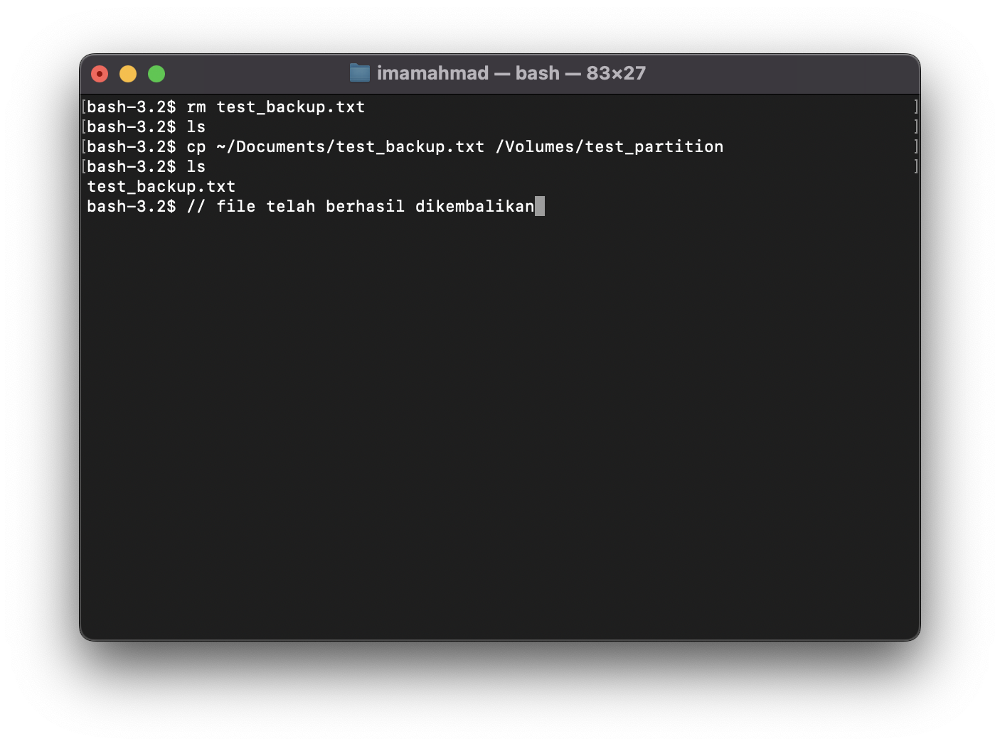 imamahmad — bash — 83×27
[bash-3.2$ rm test_backup.txt ]
[bash-3.2$ ls ]
[bash-3.2$ cp ~/Documents/test_backup.txt /Volumes/test_partition ]
[bash-3.2$ ls ]
test_backup.txt
bash-3.2$ // file telah berhasil dikembalikan